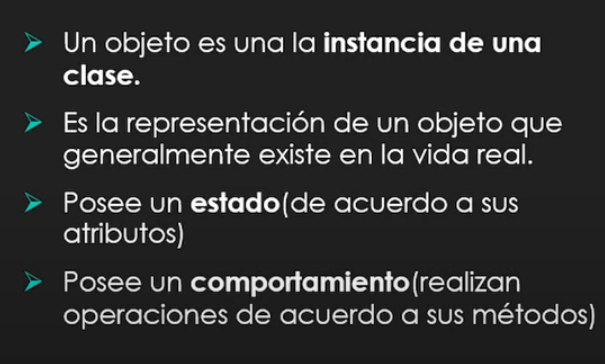 Un objeto es una la instancia de una
clase.
Es la representación de un objeto que
generalmente existe en la vida real.
Posee un estado(de acuerdo a sus
atributos)
Posee un comportamiento(realizan
operaciones de acuerdo a sus métodos)